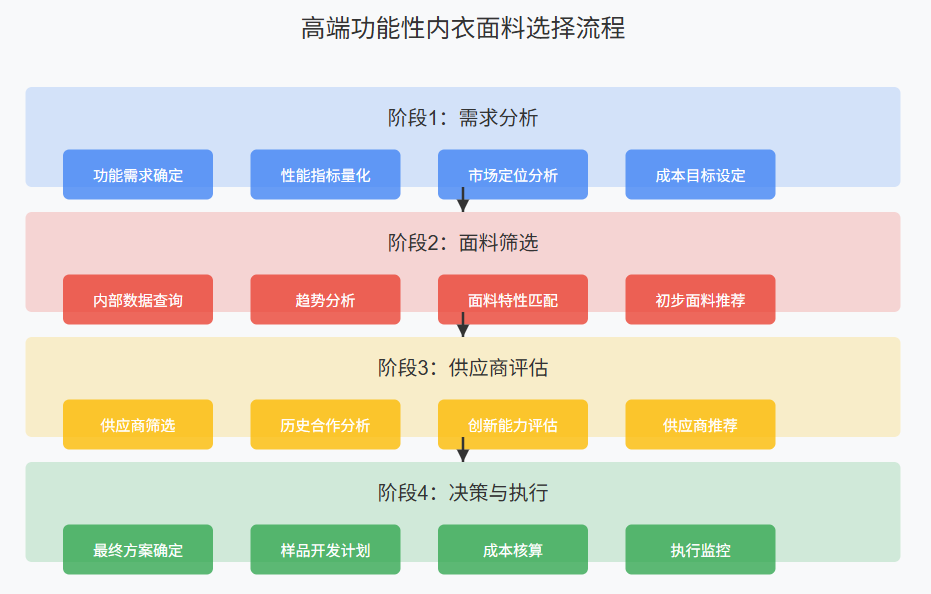 高端功能性内衣面料选择流程
阶段1：需求分析
功能需求确定
性能指标量化
市场定位分析
成本目标设定
阶段2：面料筛选
内部数据查询
趋势分析
面料特性匹配
初步面料推荐
阶段3：供应商评估
供应商筛选
历史合作分析
创新能力评估
供应商推荐
阶段4：决策与执行
最终方案确定
样品开发计划
成本核算
执行监控